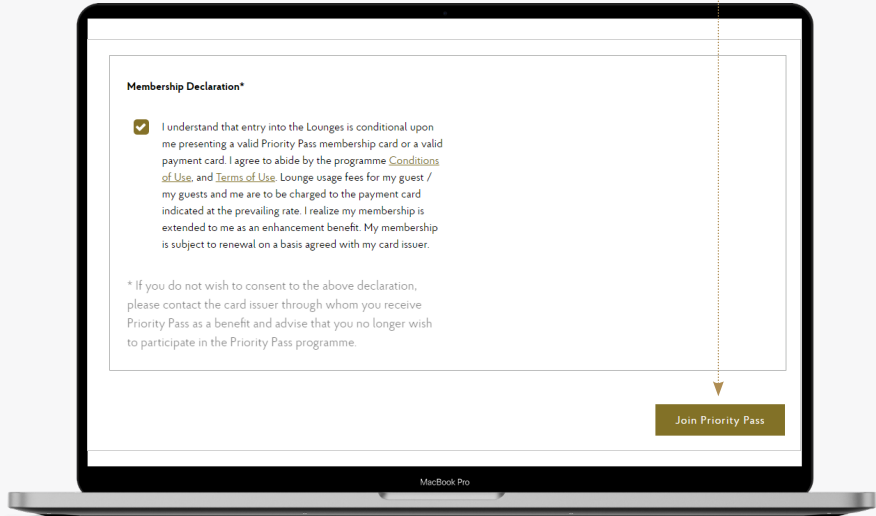 Membership Declaration*
I understand that entry into the Lounges is conditional upon
me presenting a valid Priority Pass membership card or a valid
payment card. I agree to abide by the programme Conditions
of Use, and Terms of Use. Lounge usage fees for my guest /
my guests and me are to be charged to the payment card
indicated at the prevailing rate. I realize my membership is
extended to me as an enhancement benefit. My membership
is subject to renewal on a basis agreed with my card issuer.
* If you do not wish to consent to the above declaration,
please contact the card issuer through whom you receive
Priority Pass as a benefit and advise that you no longer wish
to participate in the Priority Pass programme.
Join Priority Pass
MacBook Pro